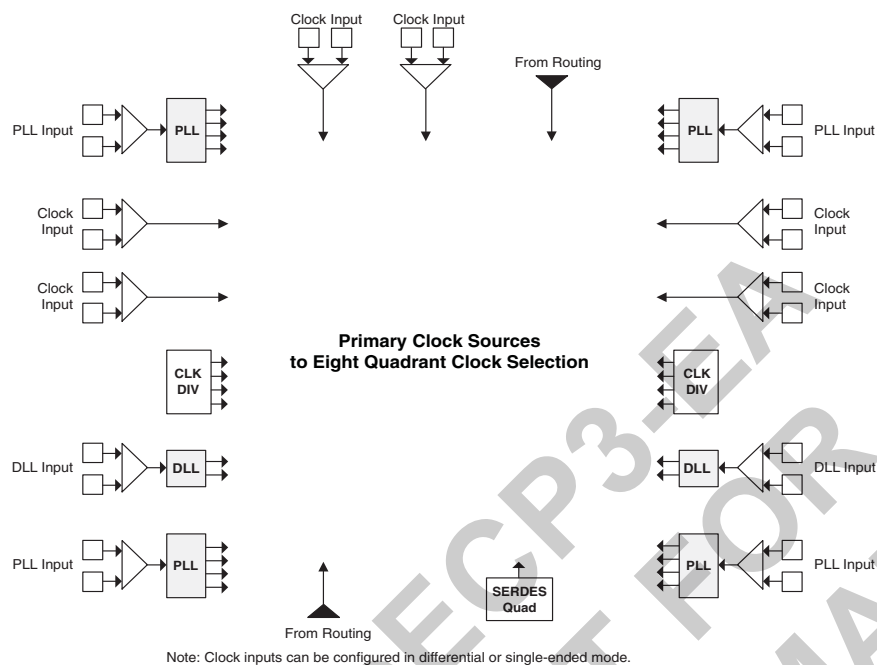 Clock Input Clock Input
From Routing
PLL Input PLL PLL PLL Input
Clock Input Clock Input
Clock Input Clock Input
Primary Clock Sources
to Eight Quadrant Clock Selection
CLK DIV CLK DIV
DLL Input DLL DLL DLL Input
PLL Input PLL PLL PLL Input
SERDES Quad
From Routing
Note: Clock inputs can be configured in differential or single-ended mode.
ECP3-EA
FOR